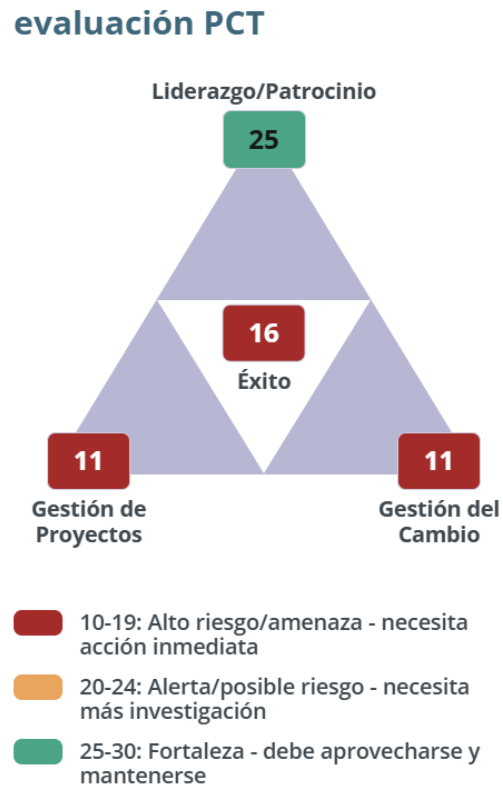 evaluación PCT
Liderazgo/Patrocinio
25
16
Éxito
11
11
Gestión de
Proyectos
Gestión del
Cambio
10-19: Alto riesgo/amenaza - necesita
acción inmediata
20-24: Alerta/posible riesgo - necesita
más investigación
25-30: Fortaleza - debe aprovecharse y
mantenerse